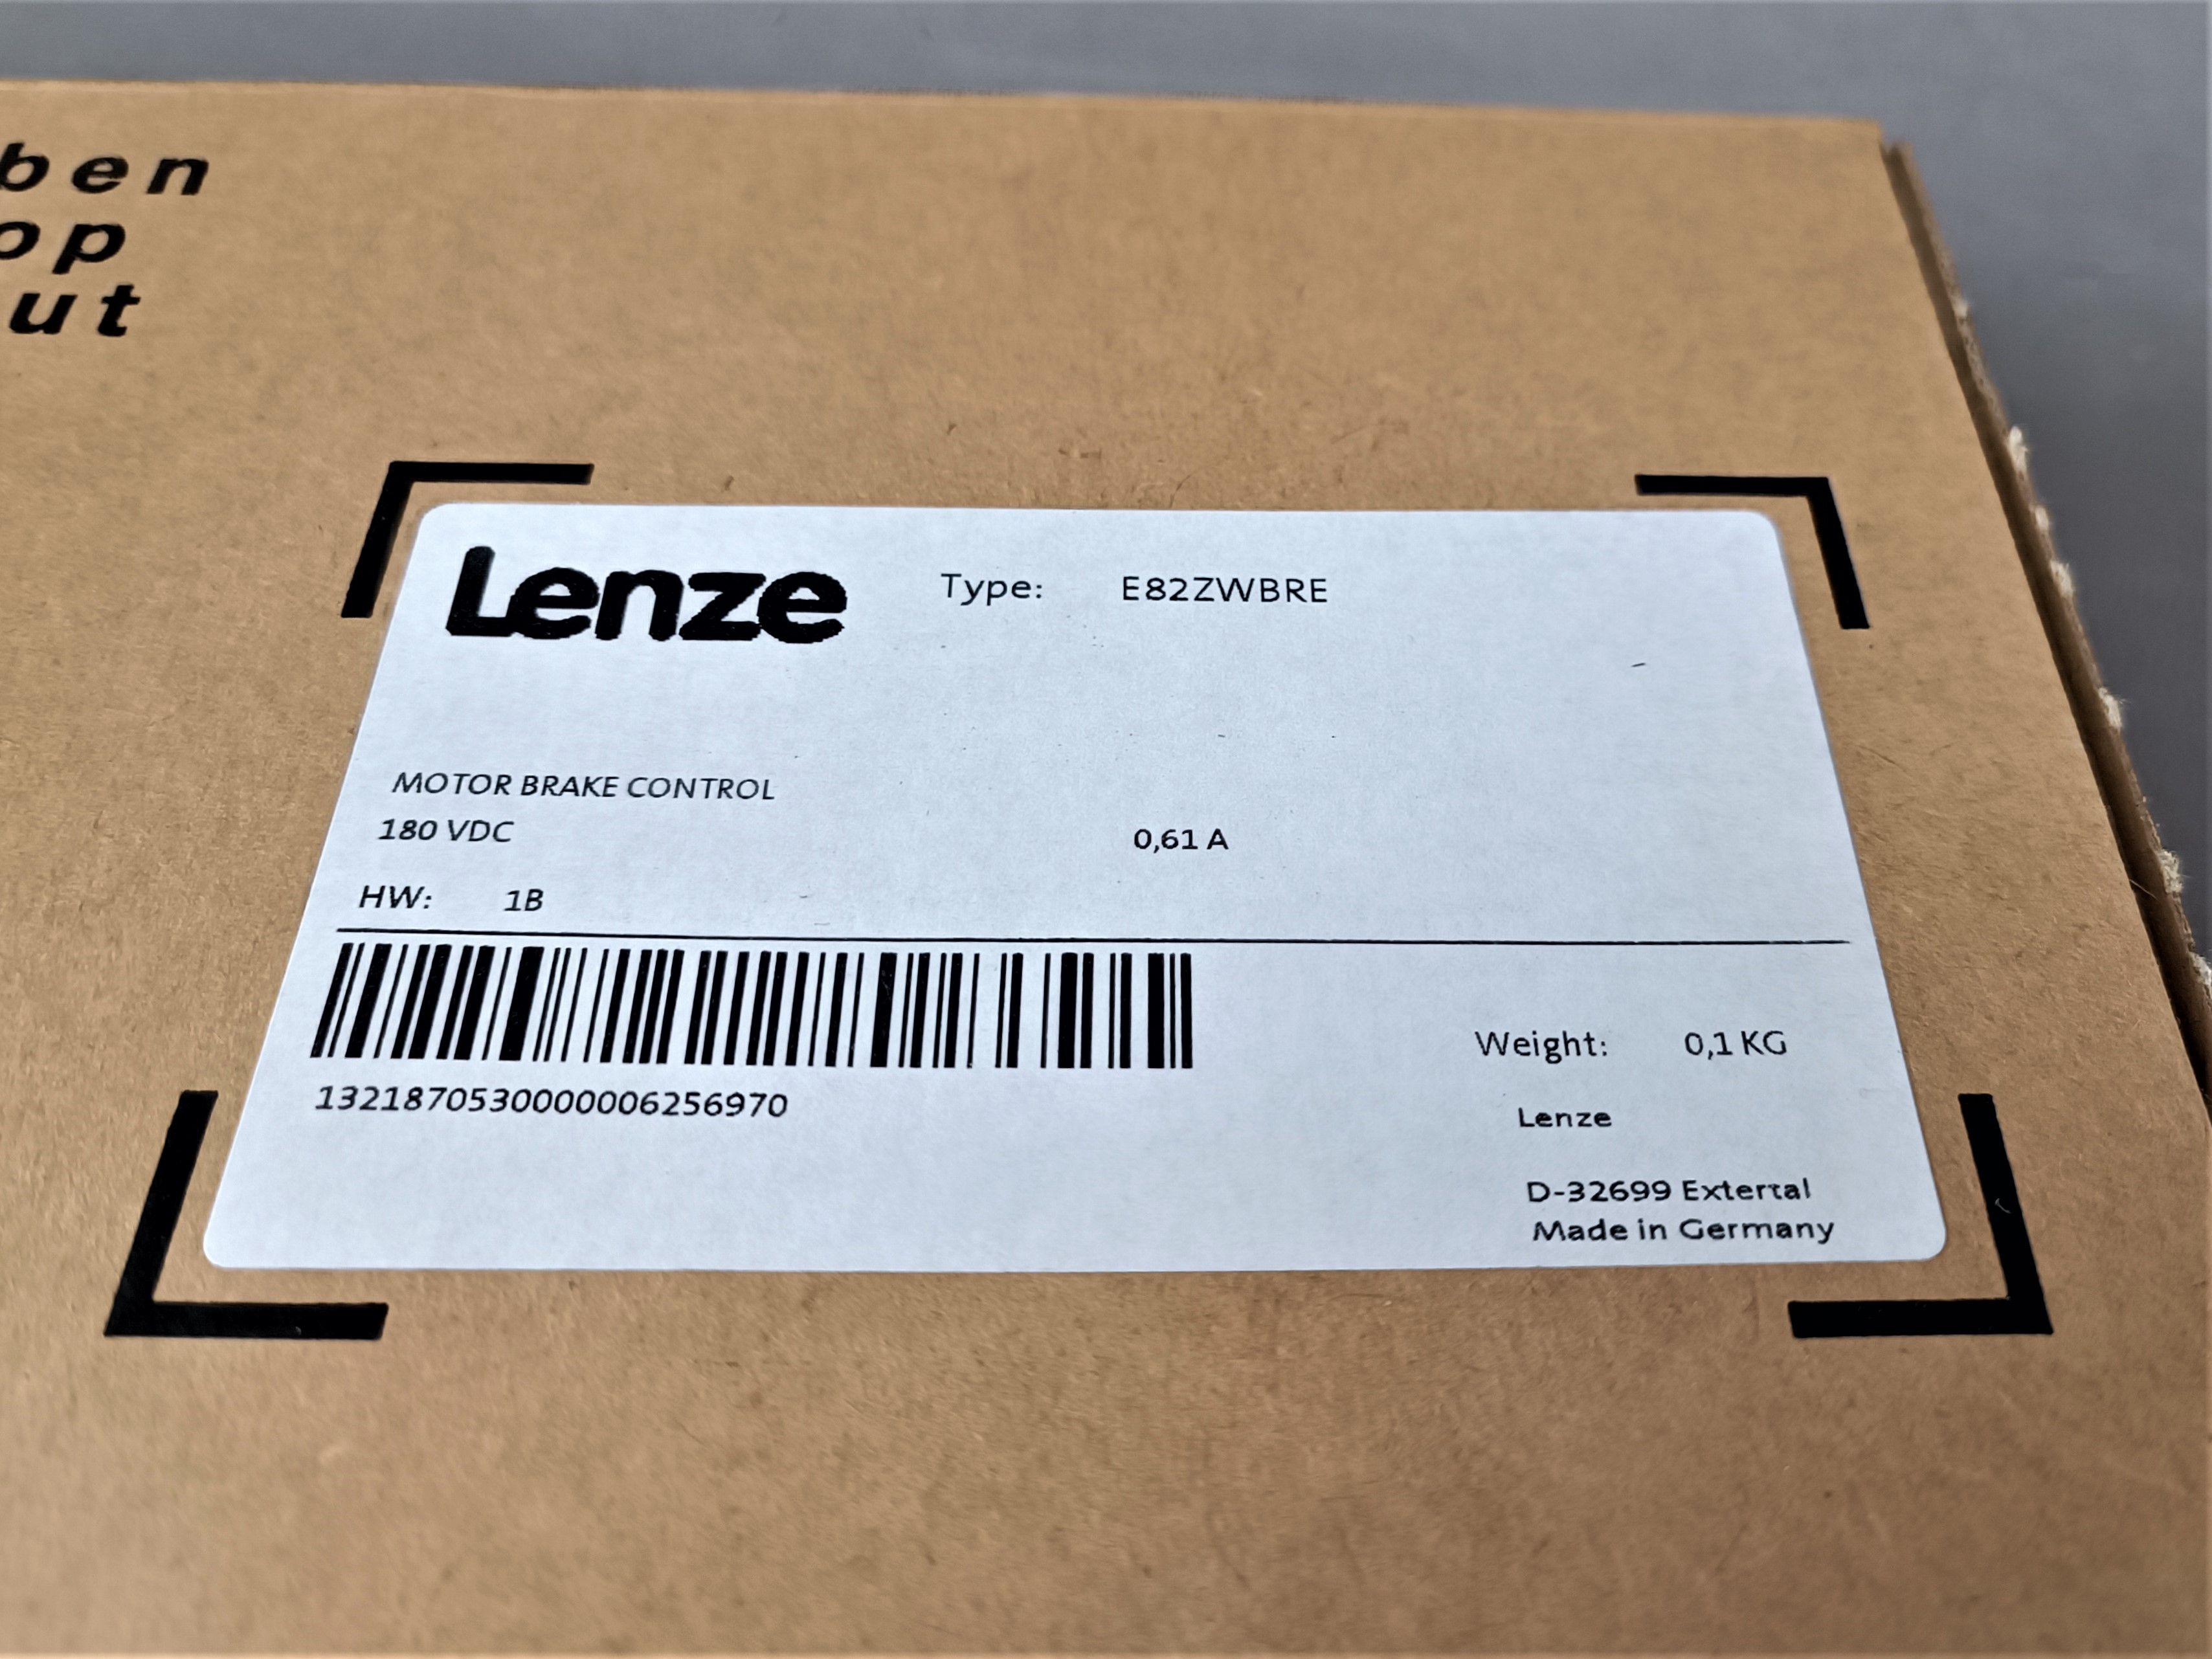 ben
op
ut
Lenze Type: E82ZWBRE
MOTOR BRAKE CONTROL
180 VDC 0,61 A
HW: 1B
1321870530000006256970
Weight: 0,1 KG
Lenze
D-32699 Extertal
Made in Germany